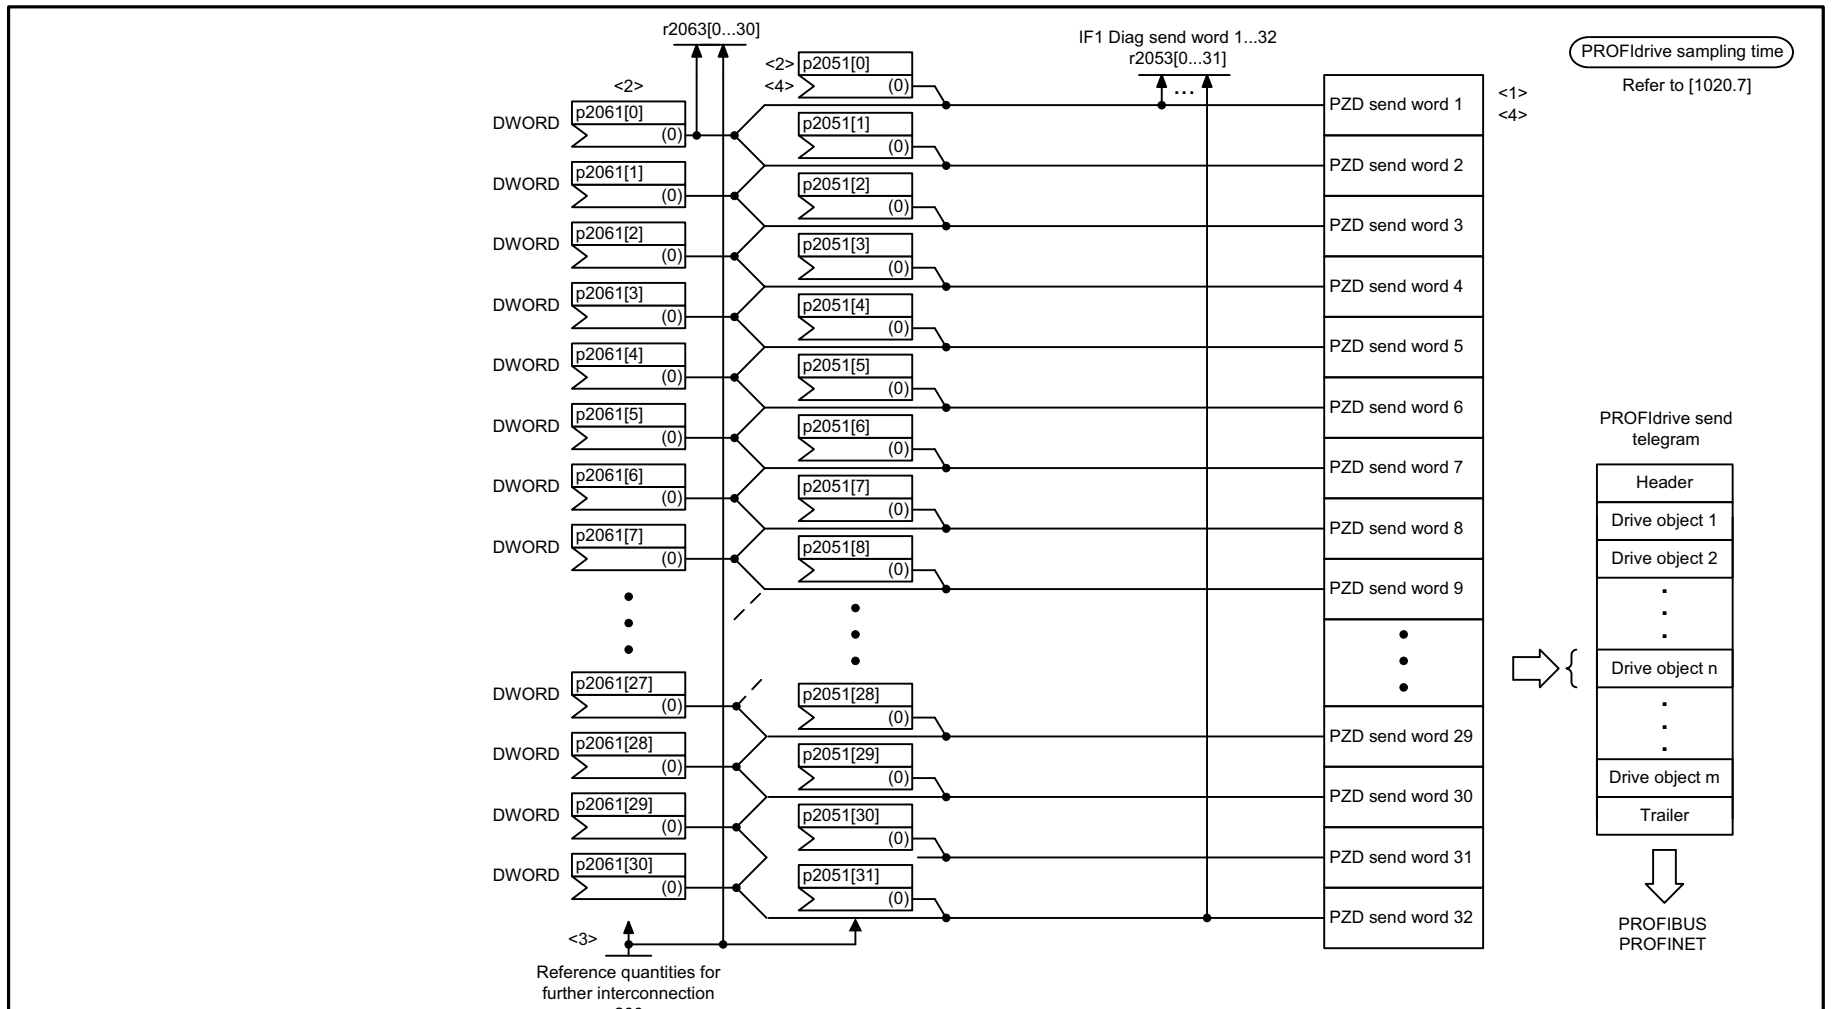 r2063[0...30]
<2>
DWORD p2061[0]
(0)
DWORD p2061[1]
(0)
DWORD p2061[2]
(0)
DWORD p2061[3]
(0)
DWORD p2061[4]
(0)
DWORD p2061[5]
(0)
DWORD p2061[6]
(0)
DWORD p2061[7]
(0)
DWORD p2061[27]
(0)
DWORD p2061[28]
(0)
DWORD p2061[29]
(0)
DWORD p2061[30]
(0)
<3>
Reference quantities for
further interconnection
<2> p2051[0]
<4> (0)
p2051[1]
(0)
p2051[2]
(0)
p2051[3]
(0)
p2051[4]
(0)
p2051[5]
(0)
p2051[6]
(0)
p2051[7]
(0)
p2051[8]
(0)
p2051[28]
(0)
p2051[29]
(0)
p2051[30]
(0)
p2051[31]
(0)
IF1 Diag send word 1...32
r2053[0...31]
...
PZD send word 1
PZD send word 2
PZD send word 3
PZD send word 4
PZD send word 5
PZD send word 6
PZD send word 7
PZD send word 8
PZD send word 9
PZD send word 29
PZD send word 30
PZD send word 31
PZD send word 32
<1>
<4>
PROFIdrive sampling time
Refer to [1020.7]
PROFIdrive send
telegram
Header
Drive object 1
Drive object 2
Drive object n
Drive object m
Trailer
PROFIBUS
PROFINET